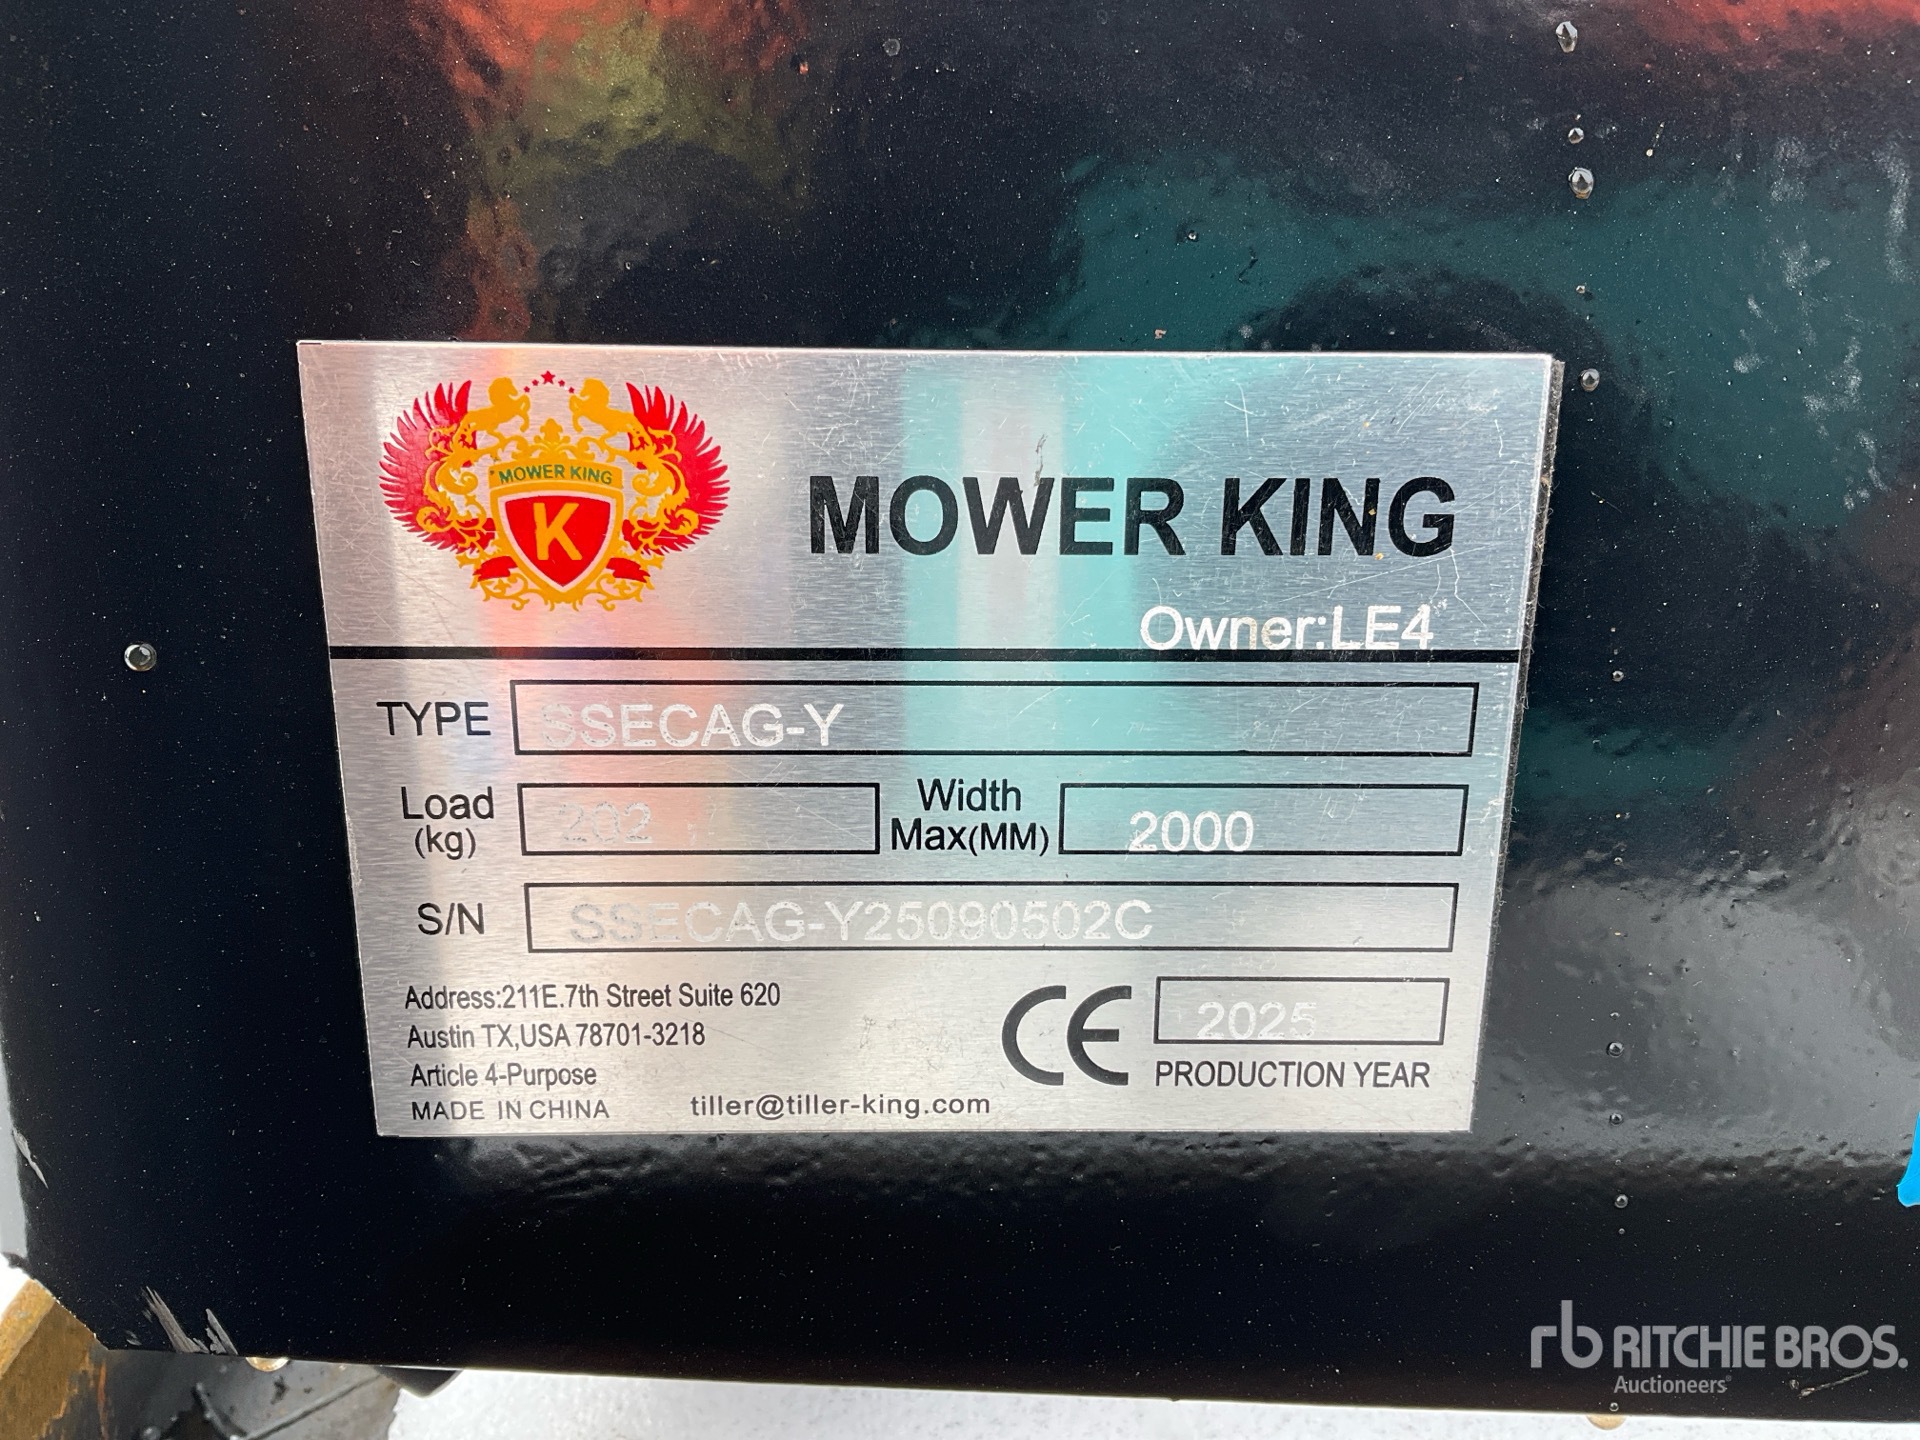 MOWER KING
K
MOWER KING
Owner:LE4
TYPE SSECAG-Y
Load (kg) 202 Width Max(MM) 2000
S/N SSECAG-Y25090502C
Address:211E.7th Street Suite 620
Austin TX,USA 78701-3218
Article 4-Purpose
MADE IN CHINA tiller@tiller-king.com
CE 2025
PRODUCTION YEAR
rb RITCHIE BROS.
Auctioneers